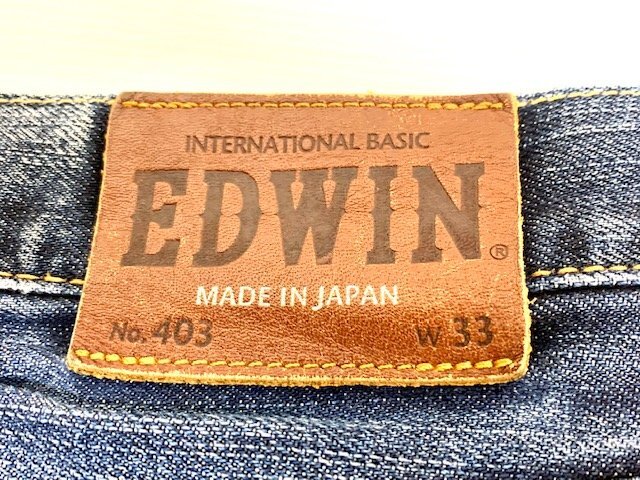 INTERNATIONAL BASIC
EDWIN®
MADE IN JAPAN
No. 403 W 33